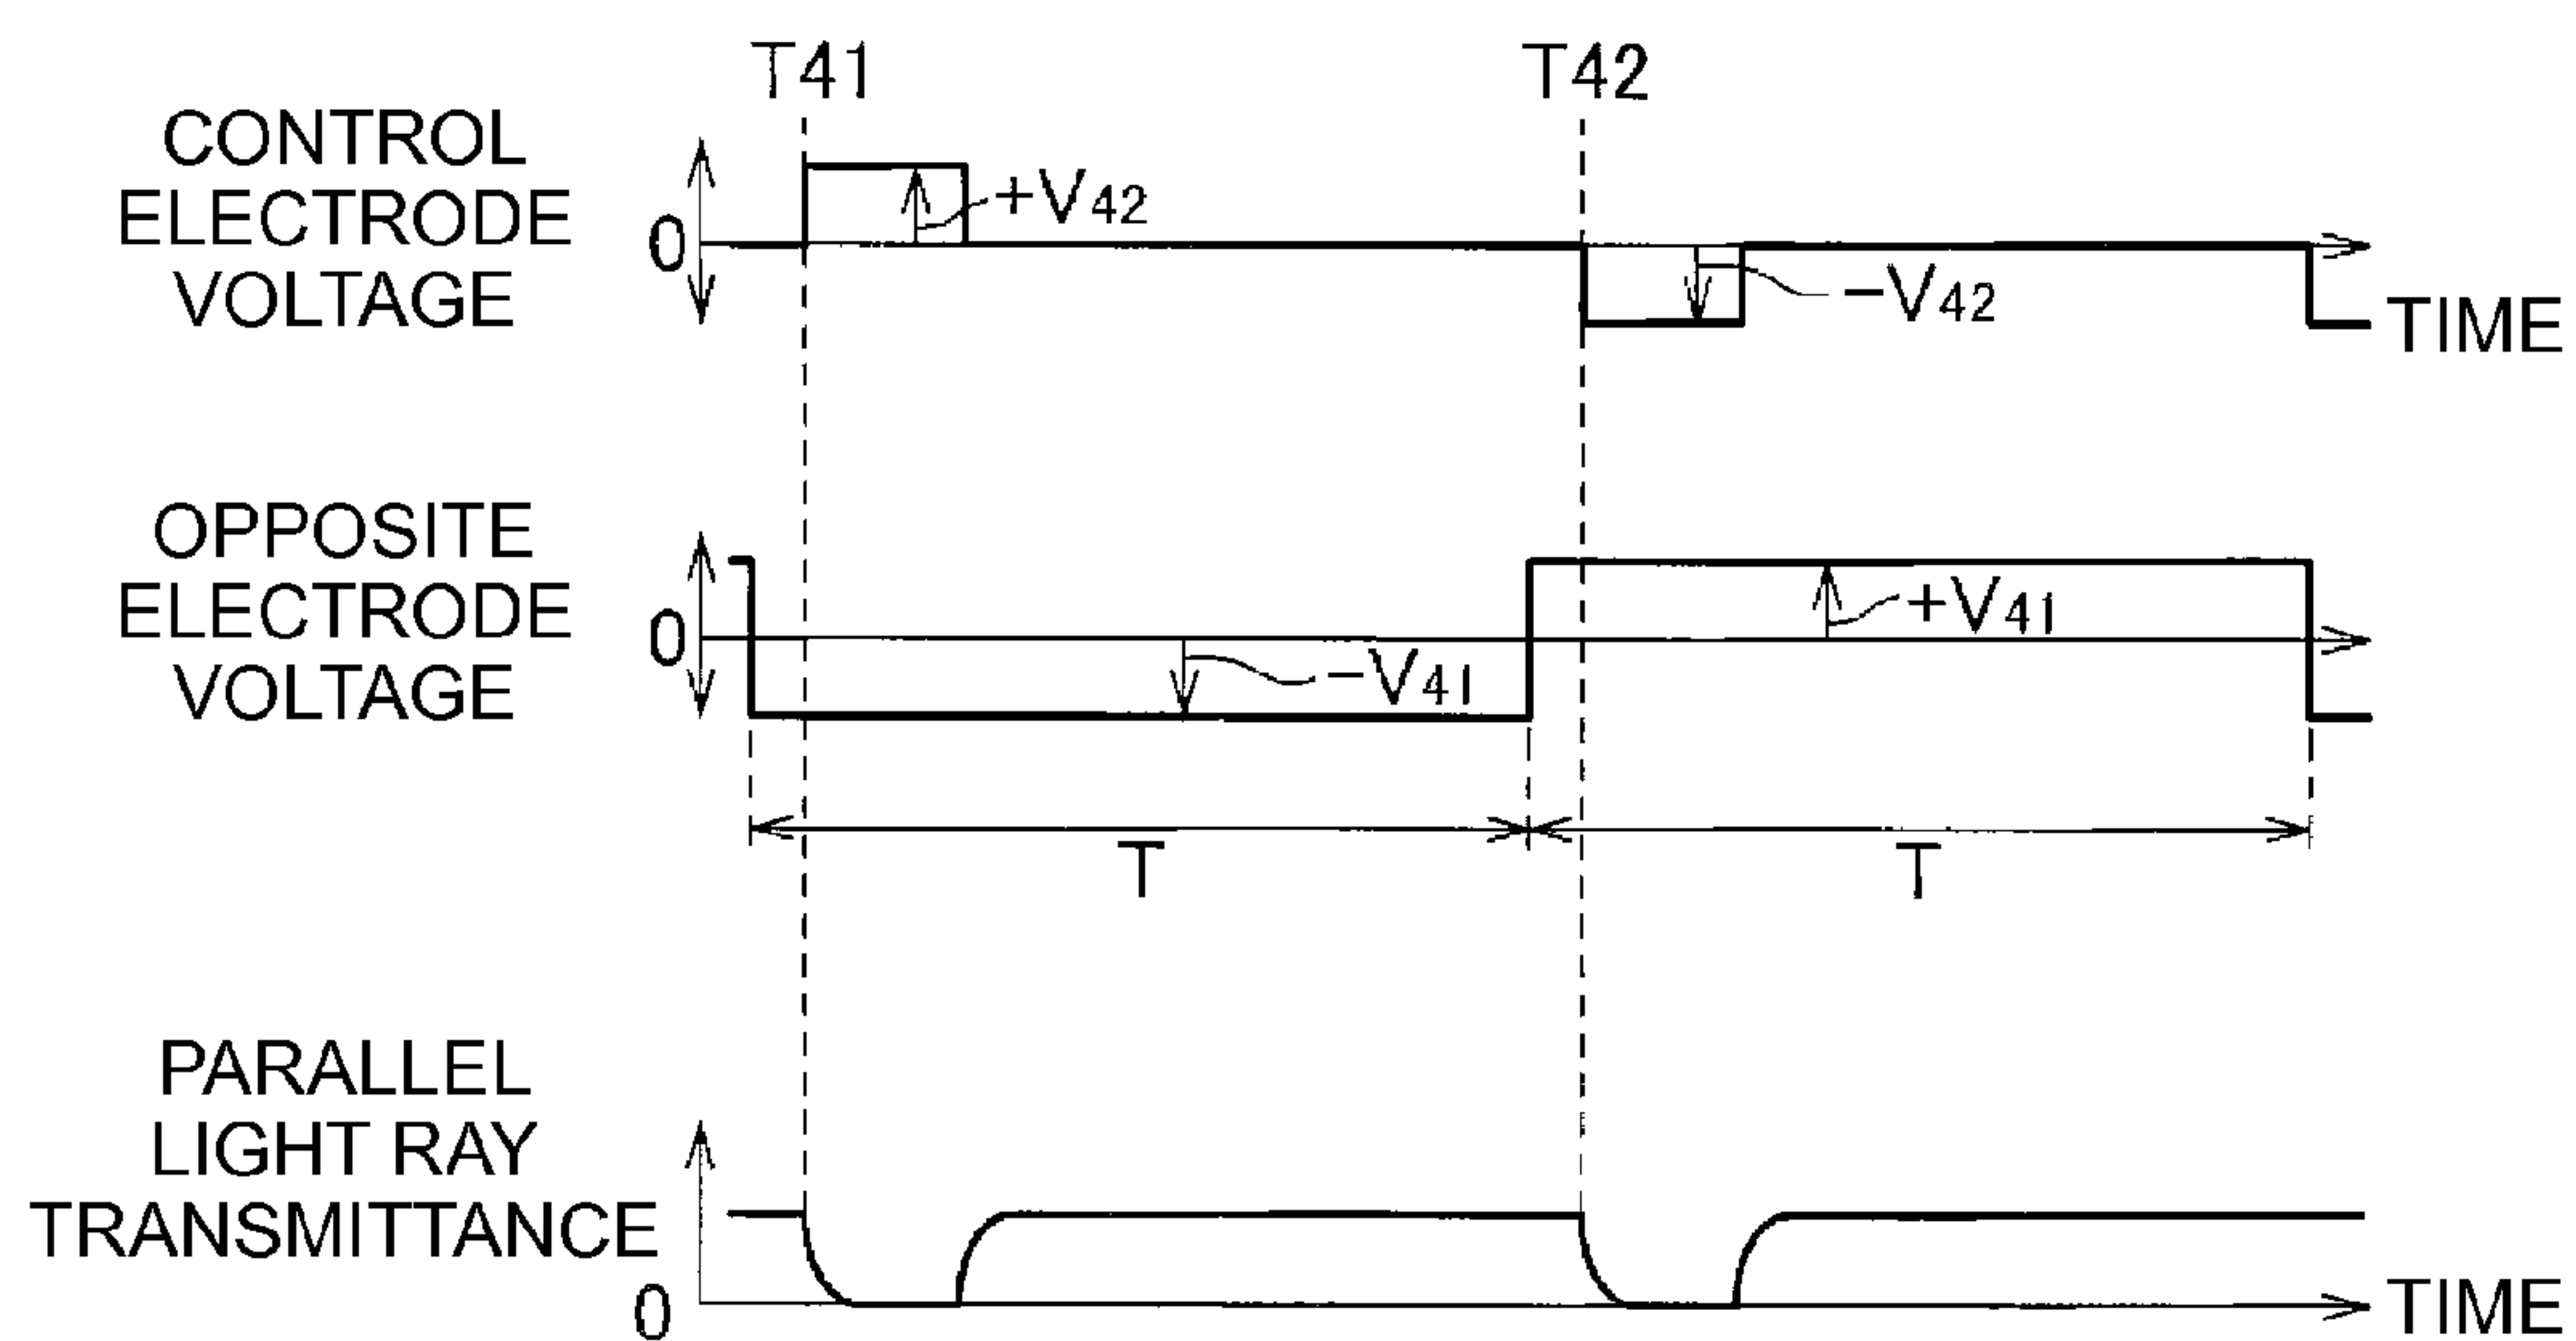 T41
T42
CONTROL
ELECTRODE
VOLTAGE
0
+V42
−V42
TIME
OPPOSITE
ELECTRODE
VOLTAGE
0
−V41
+V41
T
T
PARALLEL
LIGHT RAY
TRANSMITTANCE
0
TIME